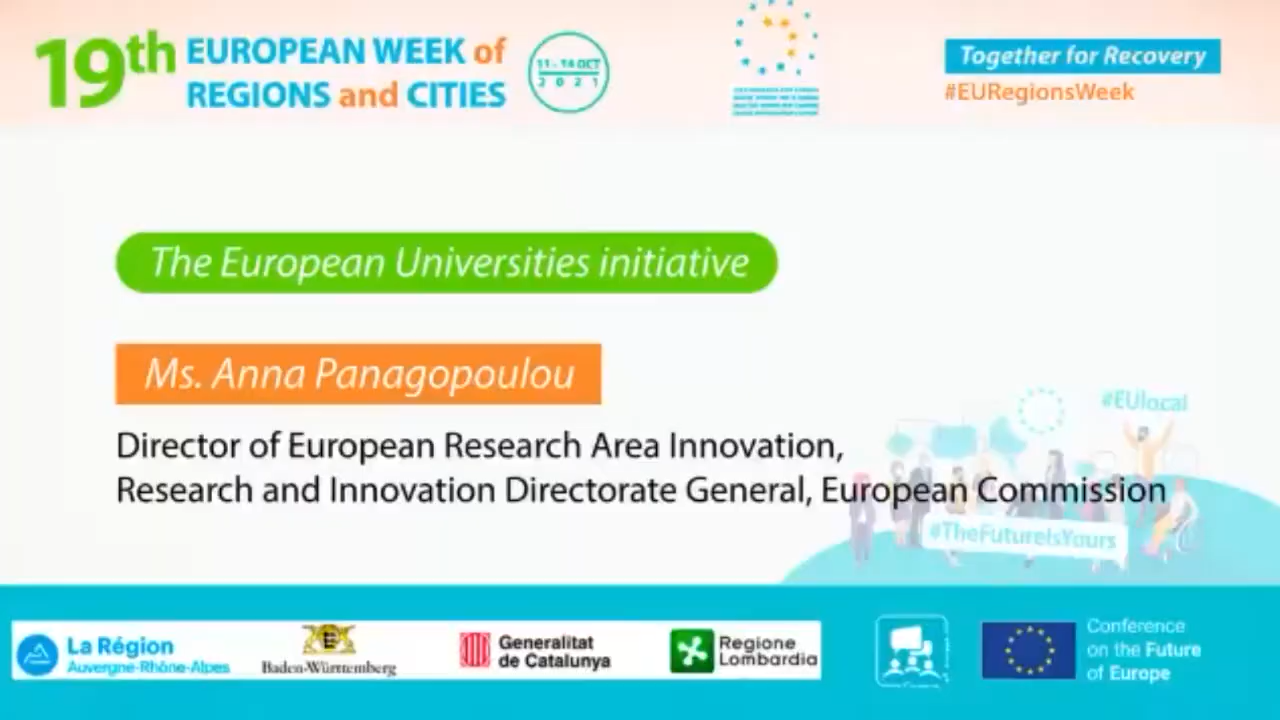 19th EUROPEAN WEEK of
REGIONS and CITIES
11 - 14 OCT
2021
Together for Recovery
#EURegionsWeek
The European Universities initiative
Ms. Anna Panagopoulou
Director of European Research Area Innovation,
Research and Innovation Directorate General, European Commission
#EUlocal
#TheFutureIsYours
La Région
Auvergne-Rhône-Alpes
Baden-Württemberg
Generalitat
de Catalunya
Regione
Lombardia
Conference
on the Future
of Europe